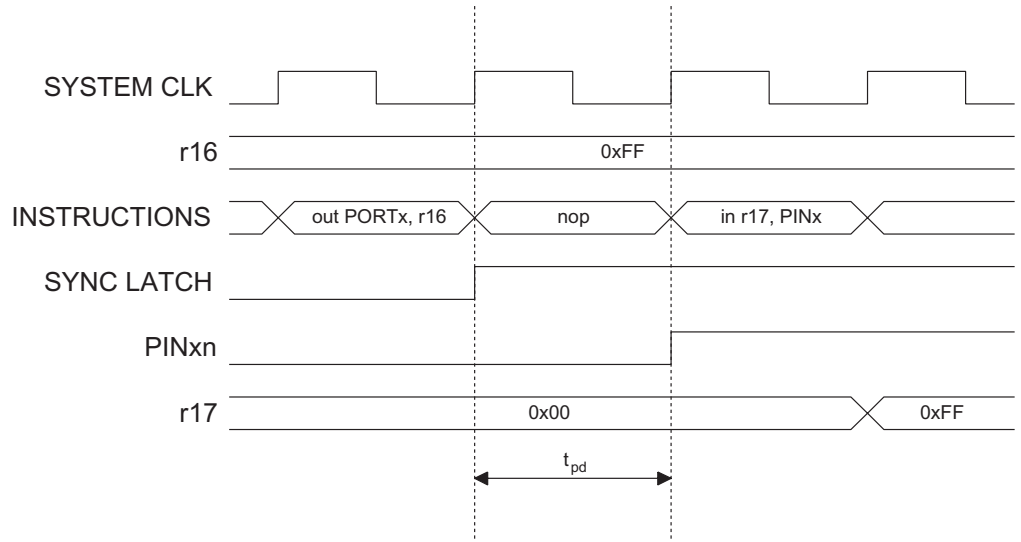 SYSTEM CLK
r16
0xFF
INSTRUCTIONS
out PORTx, r16
nop
in r17, PINx
SYNC LATCH
PINxn
r17
0x00
0xFF
tpd